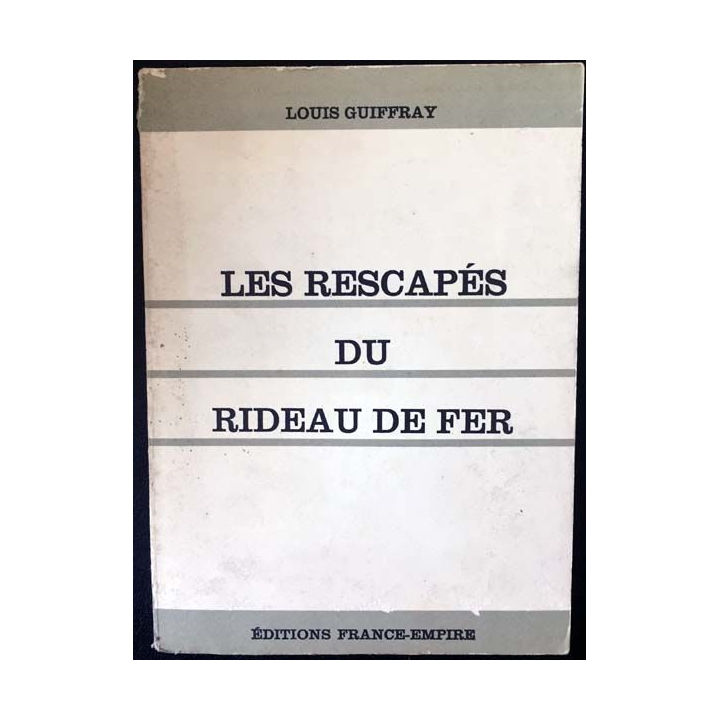 LOUIS GUIFFRAY
LES RESCAPÉS
DU
RIDEAU DE FER
ÉDITIONS FRANCE-EMPIRE